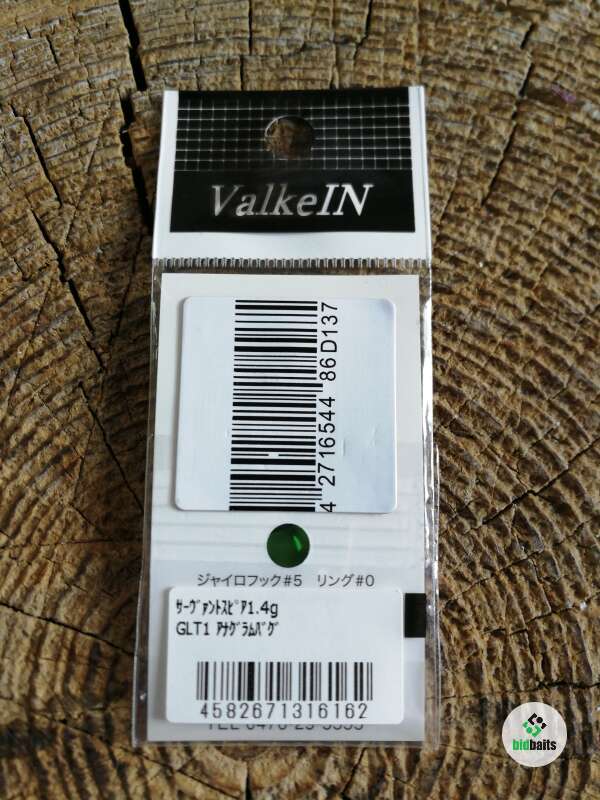 ValkeIN
4 2716544 86D137
ジャイロフック#5 リング#0
ｻｰｳﾞｧﾝﾄｽﾋﾟｱ1.4g
GLT1 ｱﾅｸﾞﾗﾑﾊﾞｸﾞ
4582671316162
bidbaits